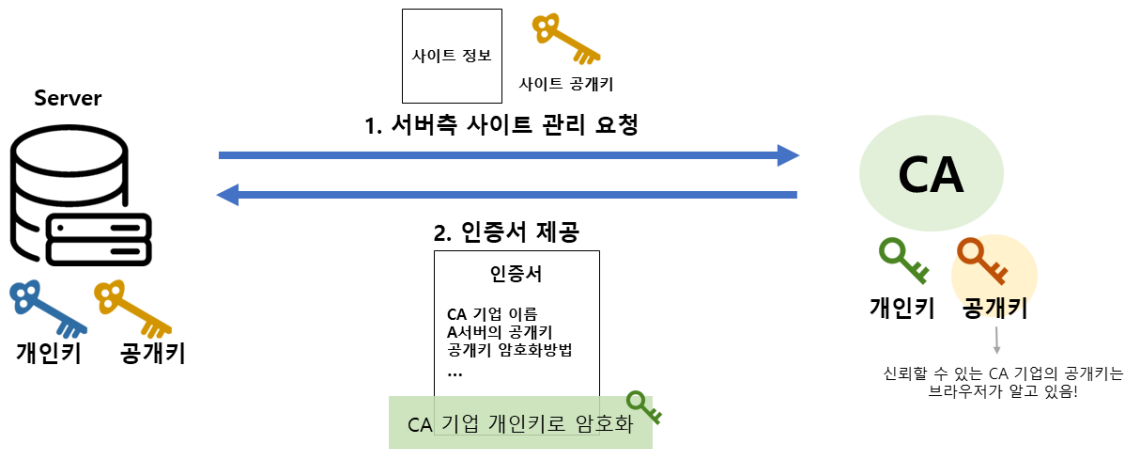 사이트 정보
사이트 공개키
Server
1. 서버측 사이트 관리 요청
CA
2. 인증서 제공
인증서
CA 기업 이름
A서버의 공개키
공개키 암호화방법
...
CA 기업 개인키로 암호화
개인키
공개키
개인키
공개키
신뢰할 수 있는 CA 기업의 공개키는
브라우저가 알고 있음!